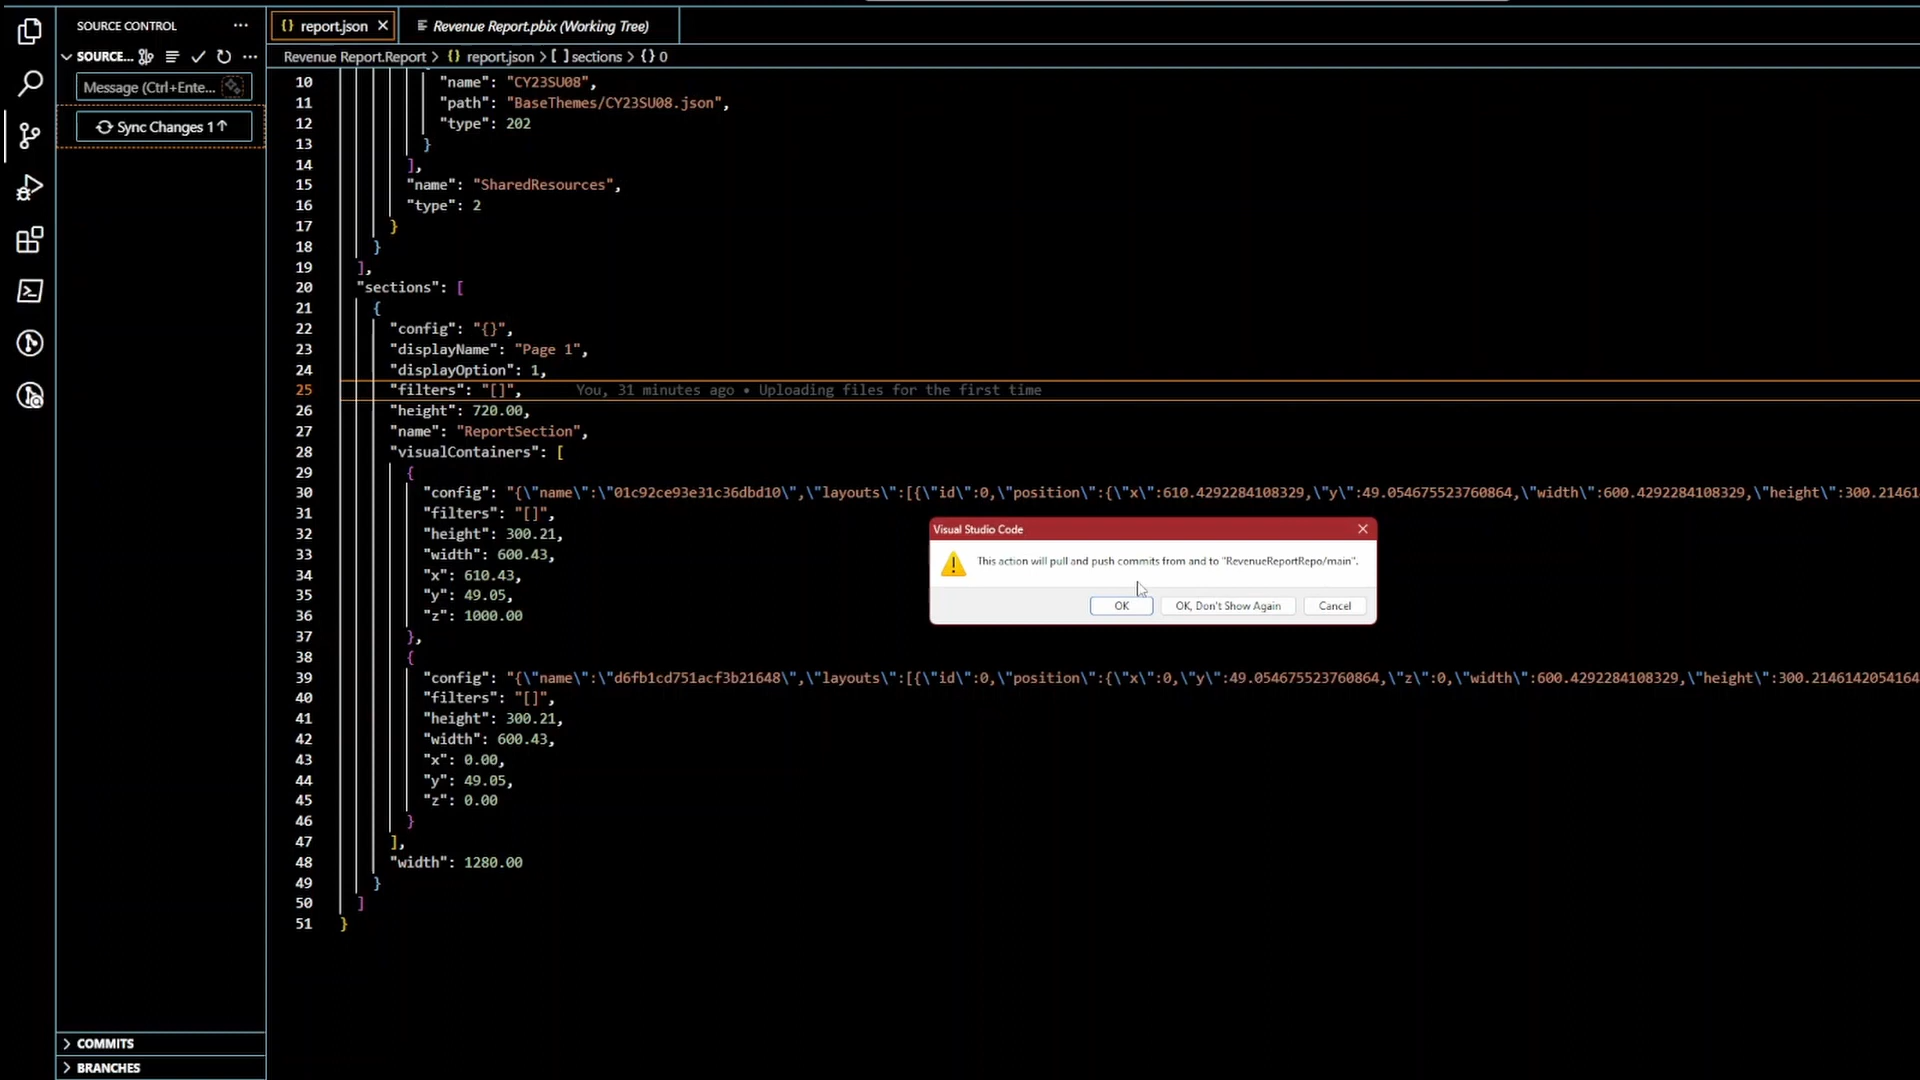 SOURCE CONTROL
SOURCE...
Message (Ctrl+Ente...
Sync Changes 1↑
COMMITS
BRANCHES
{} report.json
Revenue Report.pbix (Working Tree)
Revenue Report.Report > {} report.json > [ ] sections > {} 0
10 "name": "CY23SU08",
11 "path": "BaseThemes/CY23SU08.json",
12 "type": 202
13 }
14 ],
15 "name": "SharedResources",
16 "type": 2
17 }
18 }
19 ],
20 "sections": [
21 {
22 "config": "{}",
23 "displayName": "Page 1",
24 "displayOption": 1,
25 "filters": "[]", You, 31 minutes ago • Uploading files for the first time
26 "height": 720.00,
27 "name": "ReportSection",
28 "visualContainers": [
29 {
30 "config": "{\"name\":\"01c92ce93e31c36dbd10\",\"layouts\":[{\"id\":0,\"position\":{\"x\":610.4292284108329,\"y\":49.054675523760864,\"width\":600.4292284108329,\"height\":300.21461
31 "filters": "[]",
32 "height": 300.21,
33 "width": 600.43,
34 "x": 610.43,
35 "y": 49.05,
36 "z": 1000.00
37 },
38 {
39 "config": "{\"name\":\"d6fb1cd751acf3b21648\",\"layouts\":[{\"id\":0,\"position\":{\"x\":0,\"y\":49.054675523760864,\"z\":0,\"width\":600.4292284108329,\"height\":300.2146142054164
40 "filters": "[]",
41 "height": 300.21,
42 "width": 600.43,
43 "x": 0.00,
44 "y": 49.05,
45 "z": 0.00
46 }
47 ],
48 "width": 1280.00
49 }
50 ]
51 }
Visual Studio Code
This action will pull and push commits from and to "RevenueReportRepo/main".
OK
OK, Don't Show Again
Cancel